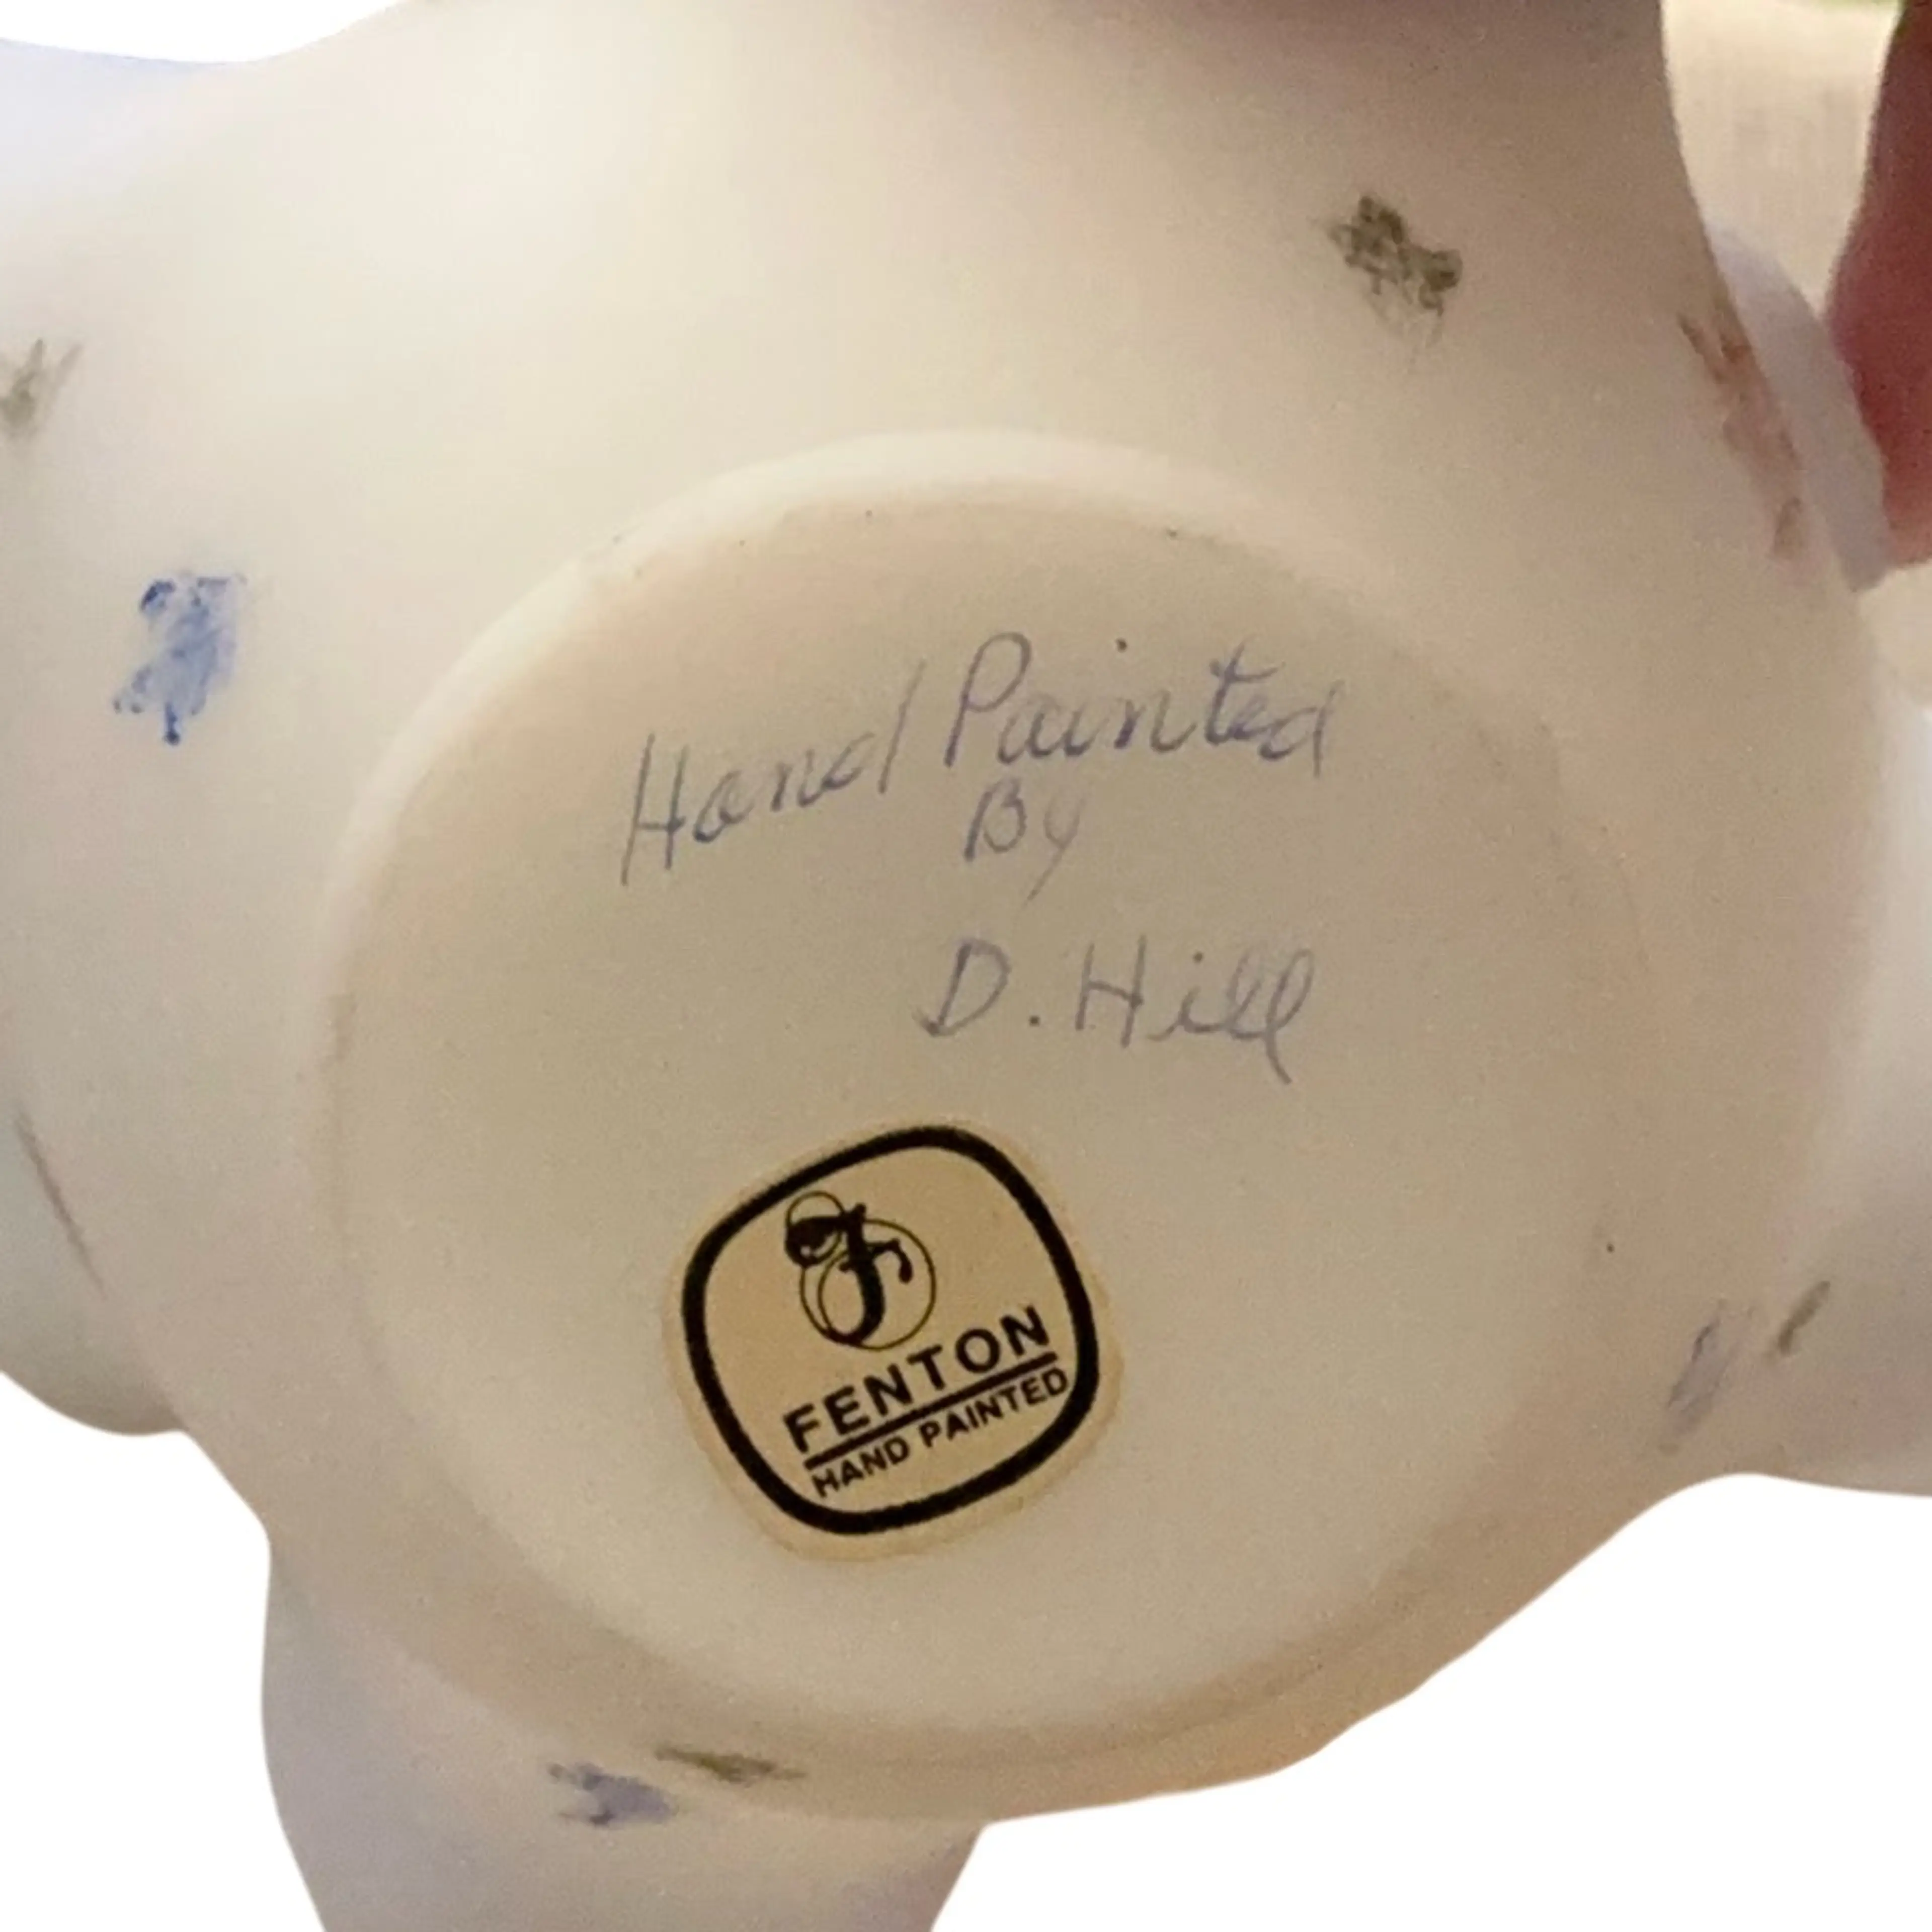 Hand Painted
By
D. Hill
F
FENTON
HAND PAINTED